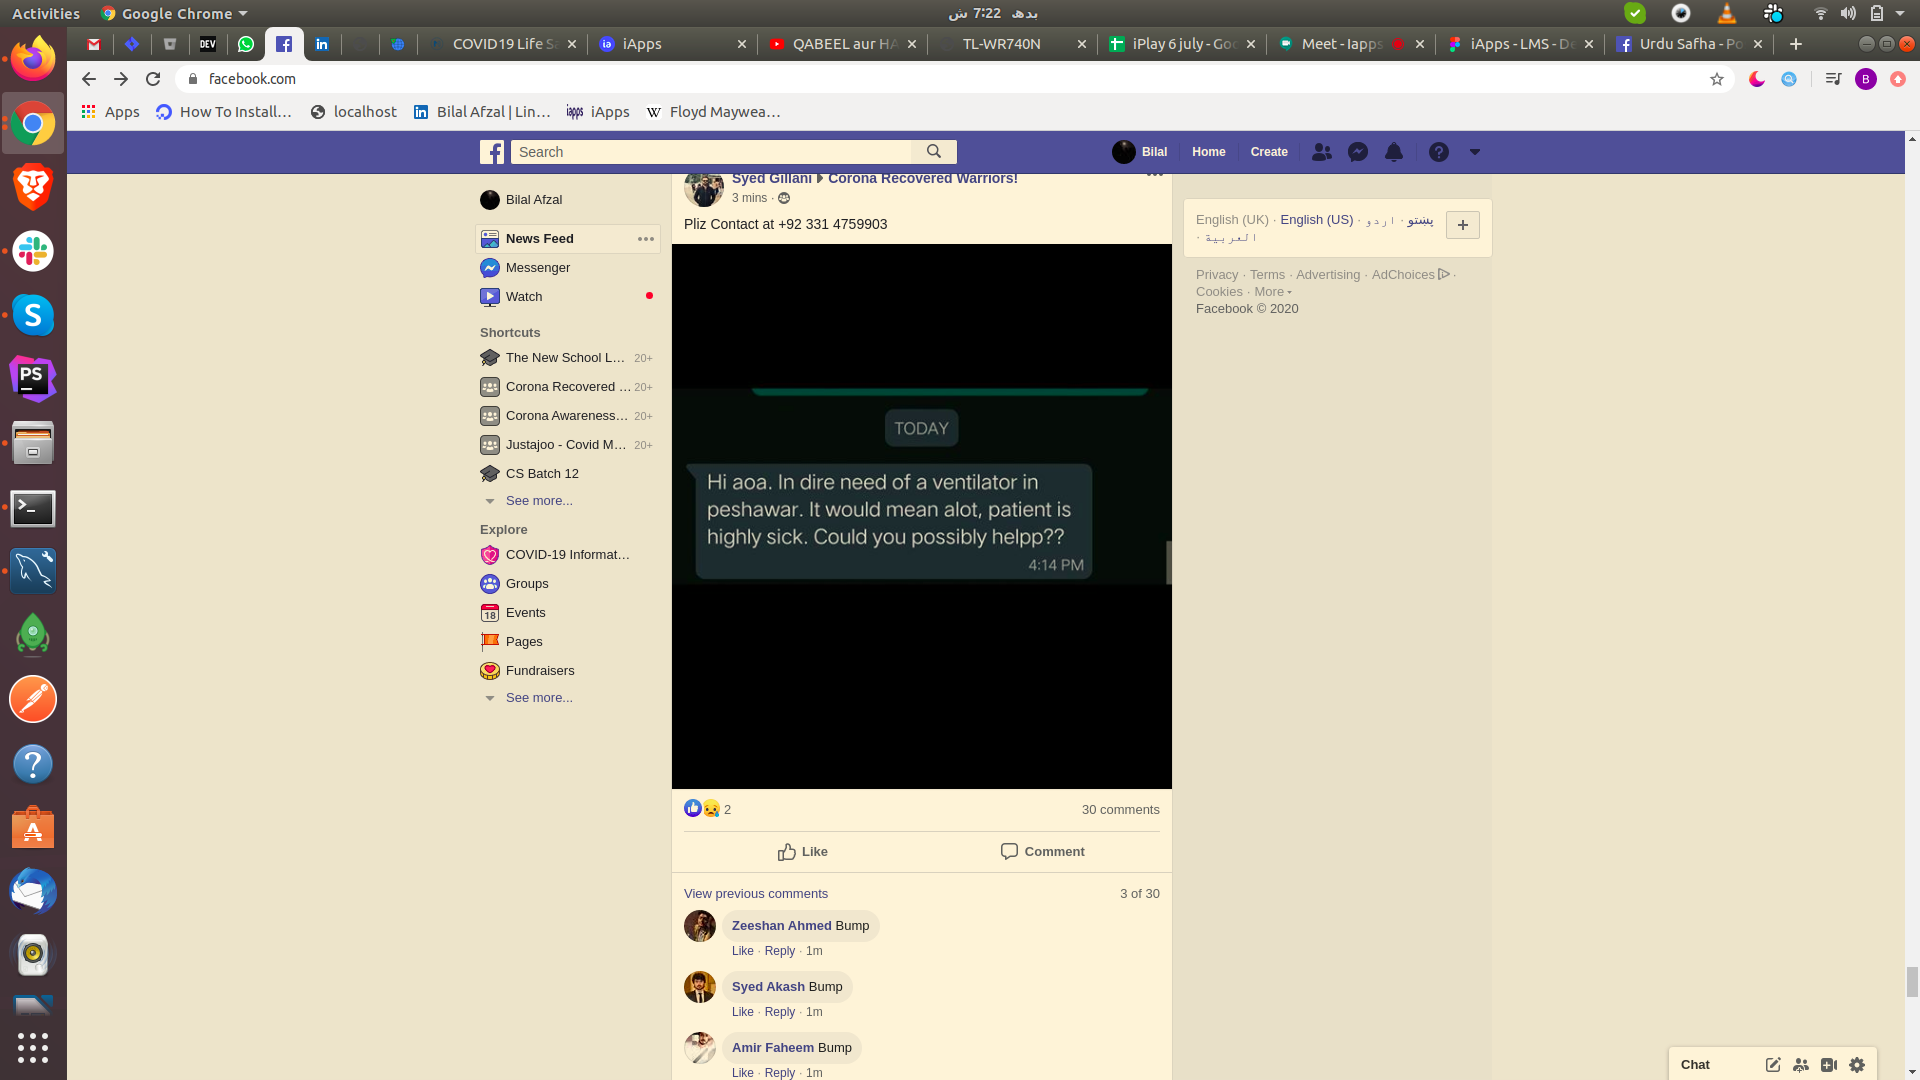 Activities
Google Chrome
بدھ 7:22 ش
COVID19 Life S
iApps
QABEEL aur HA
TL-WR740N
iPlay 6 july - Goo
Meet - Iapps
iApps - LMS - De
Urdu Safha - Po
facebook.com
B
Apps
How To Install…
localhost
Bilal Afzal | Lin…
iApps
Floyd Maywea…
Search
Bilal
Home
Create
Bilal Afzal
News Feed
Messenger
Watch
Shortcuts
The New School L... 20+
Corona Recovered ... 20+
Corona Awareness... 20+
Justajoo - Covid M... 20+
CS Batch 12
See more...
Explore
COVID-19 Informat...
Groups
Events
18
Pages
Fundraisers
See more...
Syed Gillani Corona Recovered Warriors!
3 mins ·
Pliz Contact at +92 331 4759903
TODAY
Hi aoa. In dire need of a ventilator in
peshawar. It would mean alot, patient is
highly sick. Could you possibly helpp??
4:14 PM
2
30 comments
Like
Comment
View previous comments
3 of 30
Zeeshan Ahmed Bump
Like · Reply · 1m
Syed Akash Bump
Like · Reply · 1m
Amir Faheem Bump
Like · Reply · 1m
English (UK) · English (US) · اردو · پښتو
· العربية
Privacy · Terms · Advertising · AdChoices ·
Cookies · More
Facebook © 2020
Chat
DEV
PS